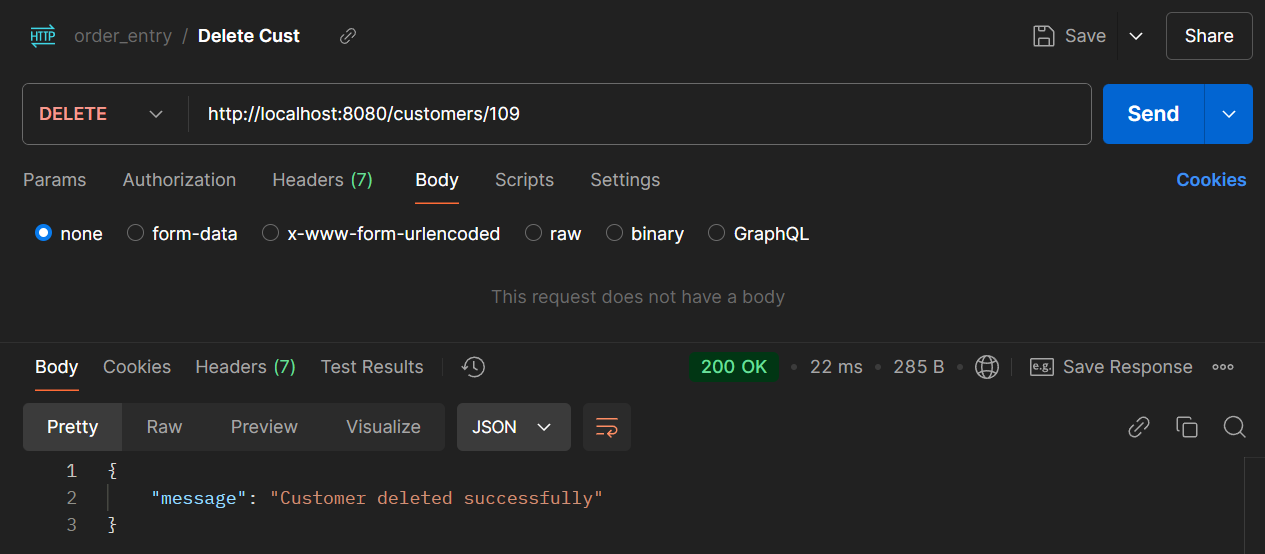 HTTP order_entry / Delete Cust Save Share
DELETE http://localhost:8080/customers/109 Send
Params Authorization Headers (7) Body Scripts Settings Cookies
none form-data x-www-form-urlencoded raw binary GraphQL
This request does not have a body
Body Cookies Headers (7) Test Results 200 OK • 22 ms • 285 B • e.g. Save Response
Pretty Raw Preview Visualize JSON
1 {
2 "message": "Customer deleted successfully"
3 }